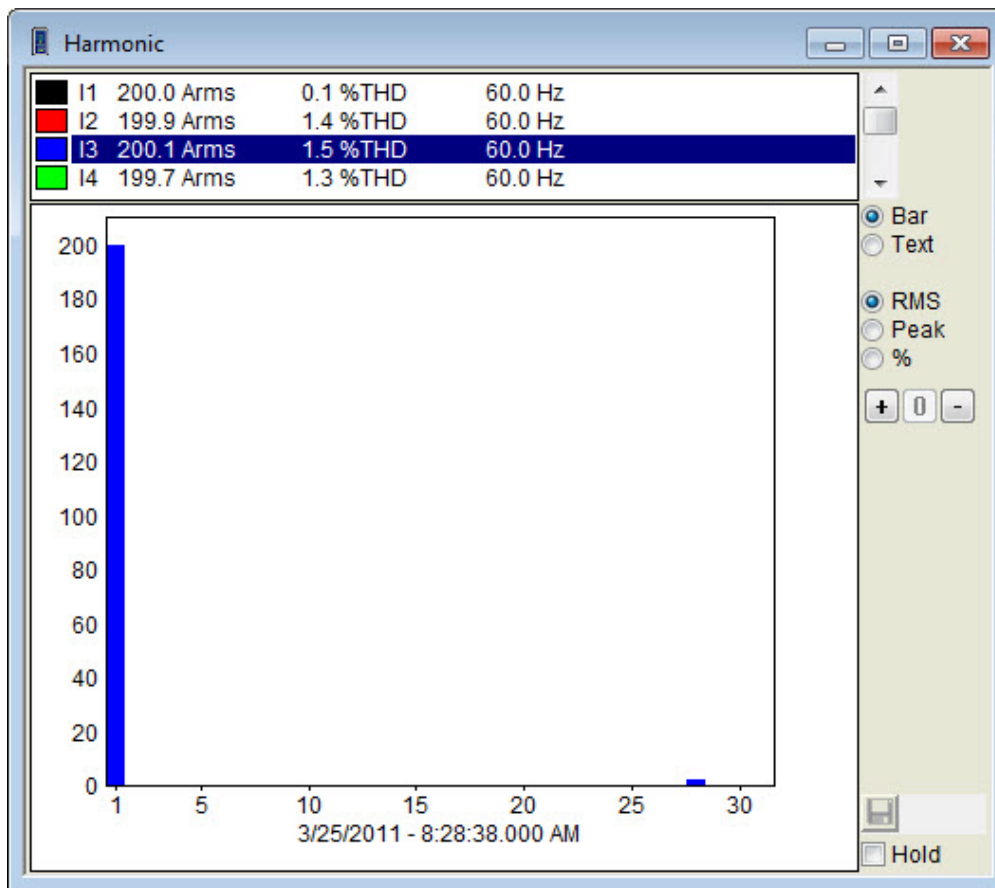 Harmonic
I1 200.0 Arms 0.1 %THD 60.0 Hz
I2 199.9 Arms 1.4 %THD 60.0 Hz
I3 200.1 Arms 1.5 %THD 60.0 Hz
I4 199.7 Arms 1.3 %THD 60.0 Hz
Bar
Text
RMS
Peak
%
+ 0 -
200
180
160
140
120
100
80
60
40
20
0
1 5 10 15 20 25 30
3/25/2011 - 8:28:38.000 AM
Hold